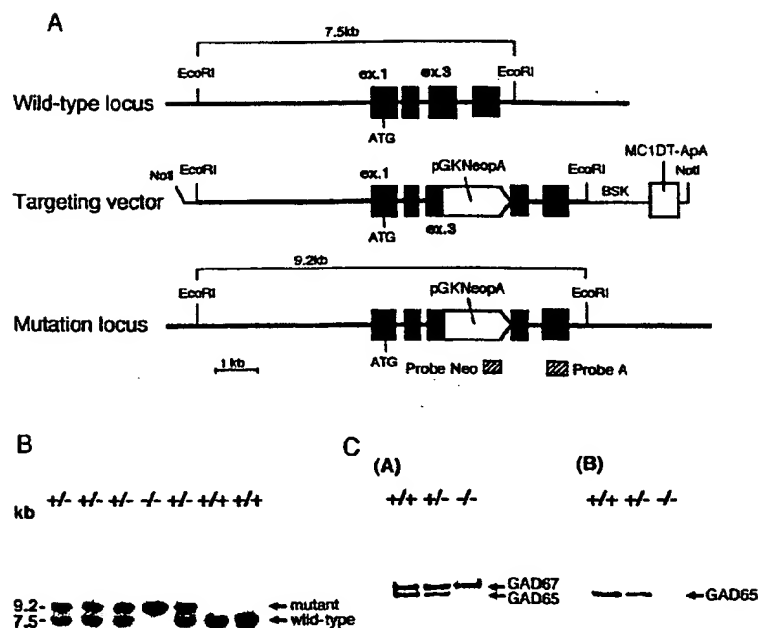 A
7.5kb
EcoRI ex.1 ex.3 EcoRI
Wild-type locus
ATG
MC1DT-ApA
NotI EcoRI ex.1 pGKNeopA EcoRI BSK NotI
Targeting vector
ATG ex.3
9.2kb
EcoRI pGKNeopA EcoRI
Mutation locus
ATG Probe Neo Probe A
1 kb
B
kb +/- +/- +/- -/- +/- +/+ +/+
9.2- ←mutant
7.5- ←wild-type
C
(A) (B)
+/+ +/- -/- +/+ +/- -/-
←GAD67
←GAD65 ←GAD65